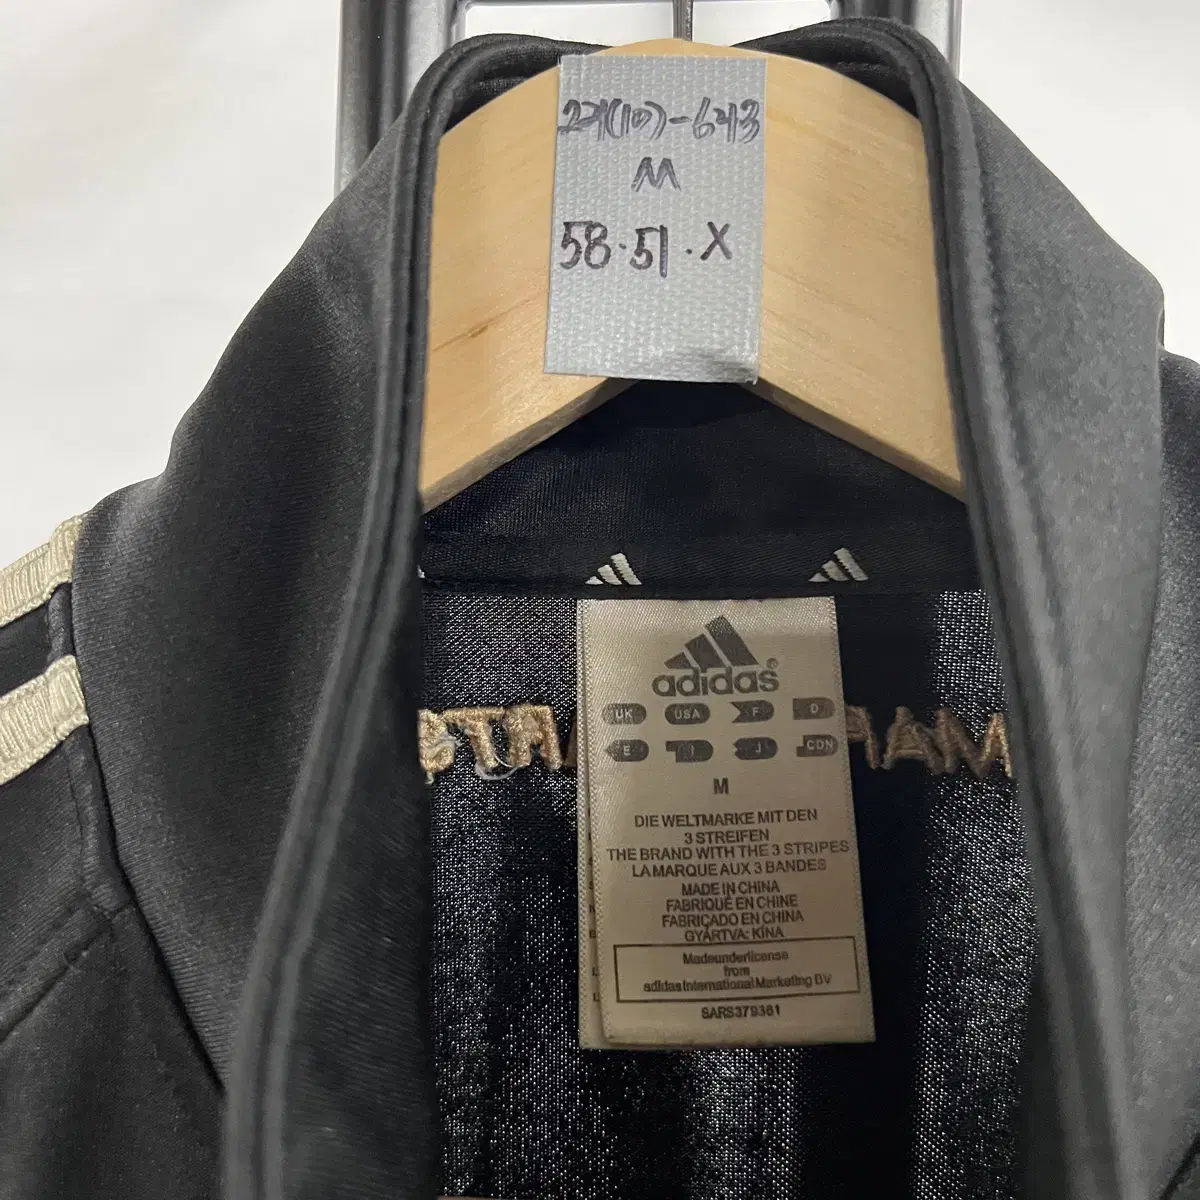 M
58.51.X
adidas®
UK USA F D
E I J CDN
M
DIE WELTMARKE MIT DEN
3 STREIFEN
THE BRAND WITH THE 3 STRIPES
LA MARQUE AUX 3 BANDES
MADE IN CHINA
FABRIQUÉ EN CHINE
FABRICADO EN CHINA
GYÁRTVA: KÍNA
Madeunderlicense
from
adidas International Marketing BV
SARS379361